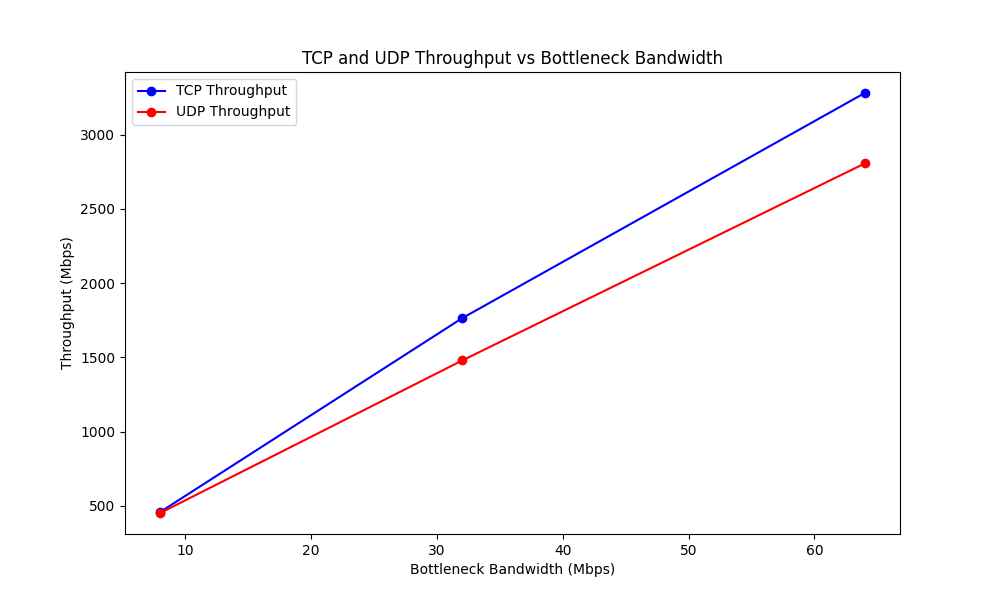 TCP and UDP Throughput vs Bottleneck Bandwidth
TCP Throughput
UDP Throughput
Throughput (Mbps)
3000
2500
2000
1500
1000
500
10 20 30 40 50 60
Bottleneck Bandwidth (Mbps)